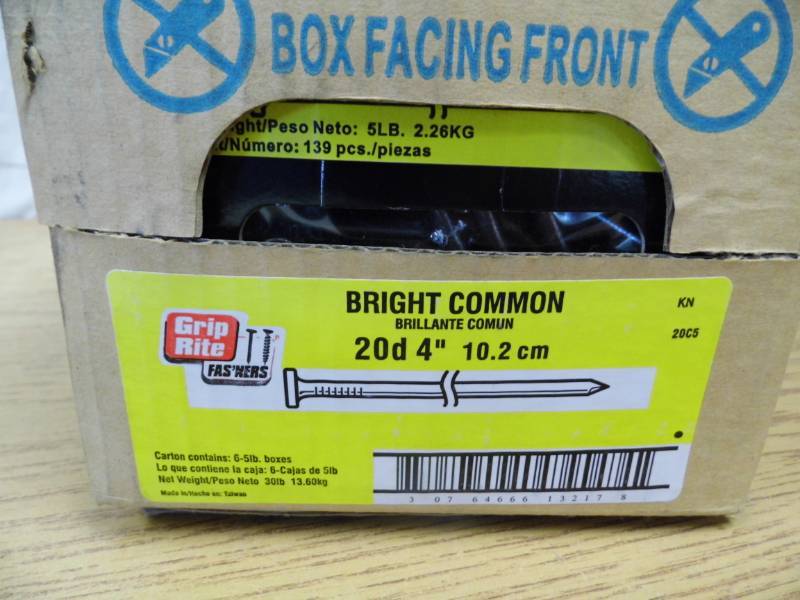 BOX FACING FRONT
Weight/Peso Neto: 5LB. 2.26KG
/Número: 139 pcs./piezas
BRIGHT COMMON
BRILLANTE COMUN
20d 4" 10.2 cm
KN
20C5
Grip
Rite
FAS'NERS
Carton contains: 6-5lb. boxes
Lo que contiene la caja: 6-Cajas de 5lb
Net Weight/Peso Neto 30lb 13.60kg
Made in/Hecho en: Taiwan
3 07 64666 13217 8